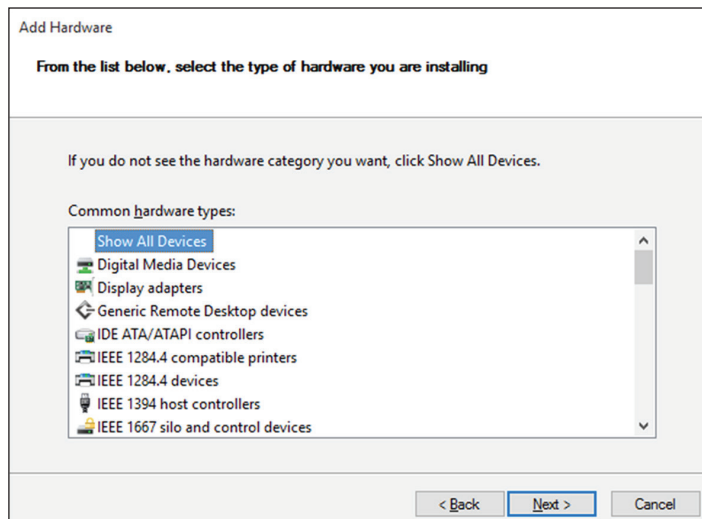 Add Hardware
From the list below, select the type of hardware you are installing
If you do not see the hardware category you want, click Show All Devices.
Common hardware types:
Show All Devices
Digital Media Devices
Display adapters
Generic Remote Desktop devices
IDE ATA/ATAPI controllers
IEEE 1284.4 compatible printers
IEEE 1284.4 devices
IEEE 1394 host controllers
IEEE 1667 silo and control devices
< Back Next > Cancel